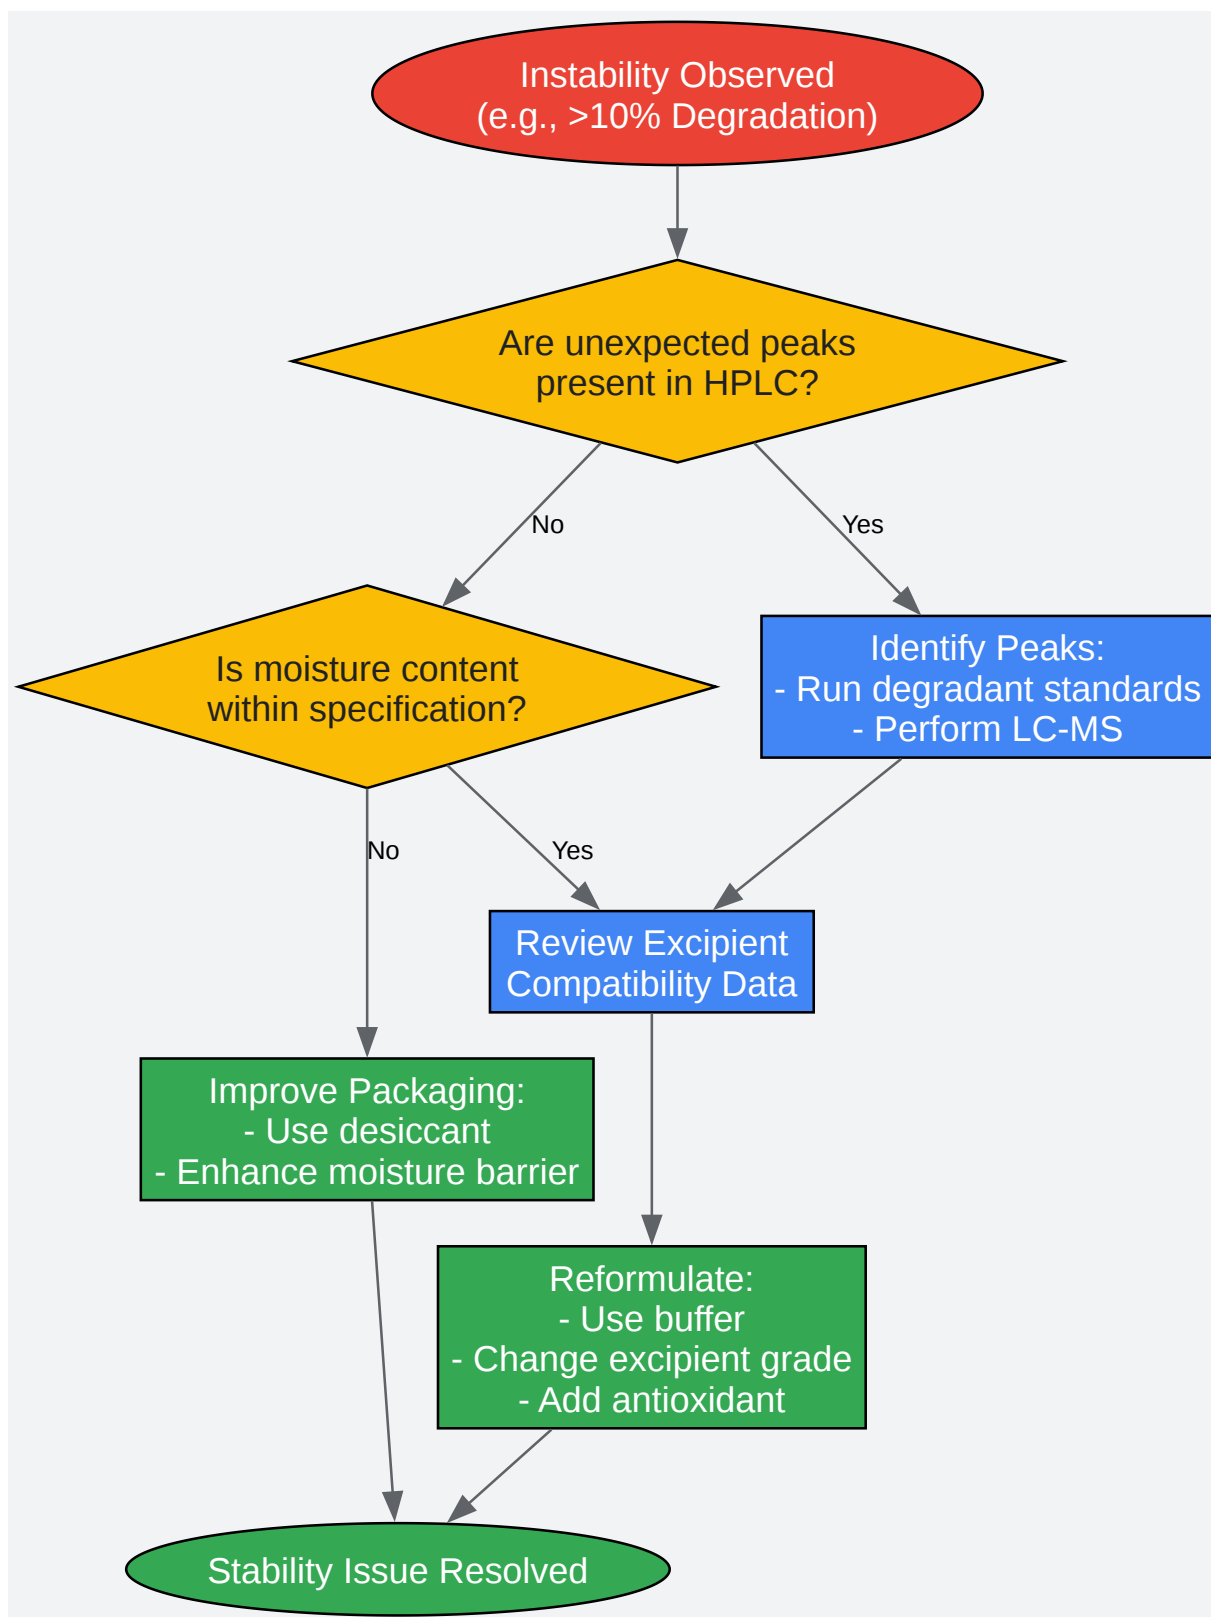 Instability Observed
(e.g., >10% Degradation)
Are unexpected peaks
present in HPLC?
No
Yes
Is moisture content
within specification?
Identify Peaks:
- Run degradant standards
- Perform LC-MS
No
Yes
Review Excipient
Compatibility Data
Improve Packaging:
- Use desiccant
- Enhance moisture barrier
Reformulate:
- Use buffer
- Change excipient grade
- Add antioxidant
Stability Issue Resolved